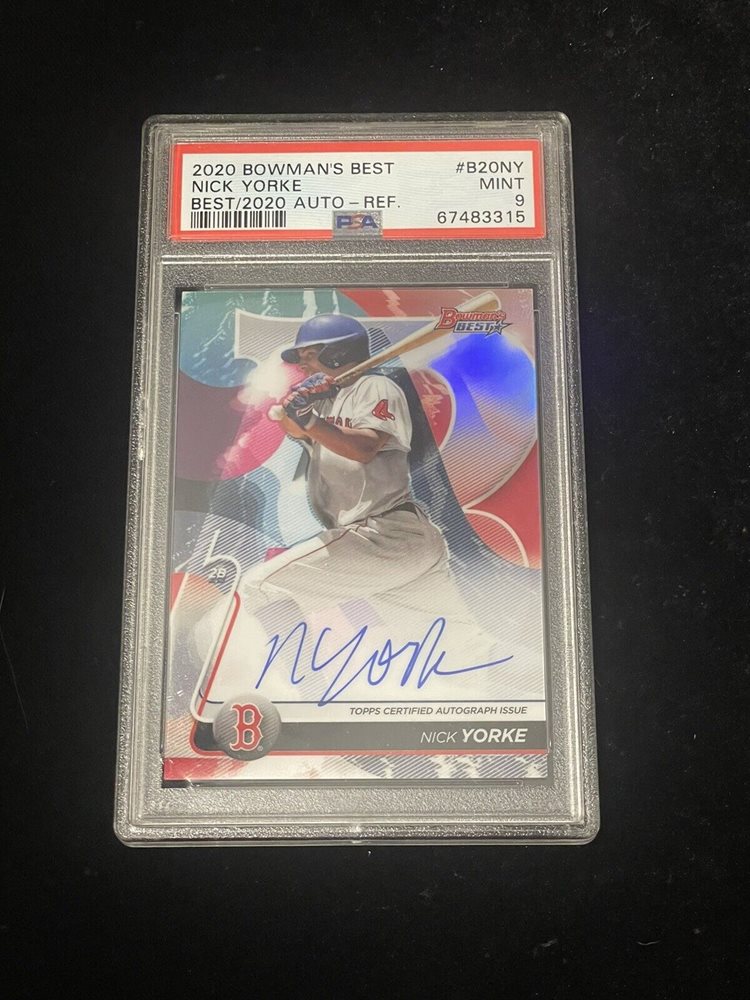 2020 BOWMAN'S BEST #B20NY
NICK YORKE MINT
BEST/2020 AUTO - REF. 9
PSA 67483315
Bowman's
BEST
2B
N Yorke
TOPPS CERTIFIED AUTOGRAPH ISSUE
B
NICK YORKE